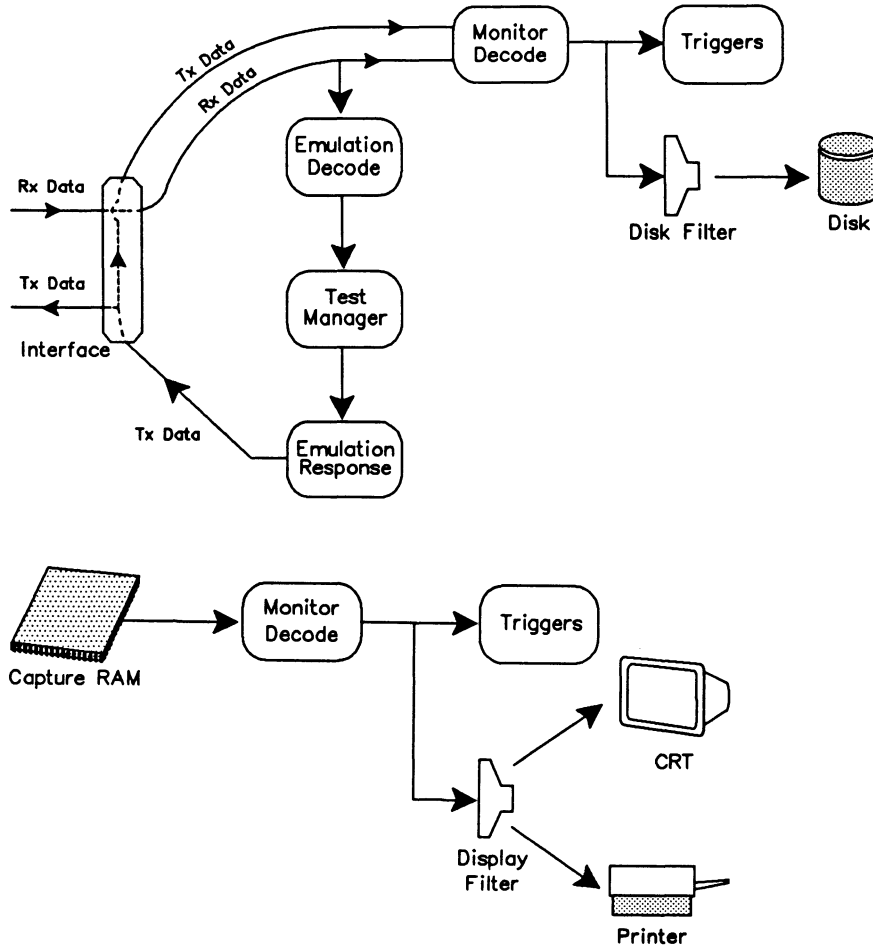 Tx Data
Rx Data
Monitor
Decode
Triggers
Emulation
Decode
Rx Data
Disk Filter
Disk
Tx Data
Test
Manager
Interface
Tx Data
Emulation
Response
Monitor
Decode
Triggers
Capture RAM
CRT
Display
Filter
Printer